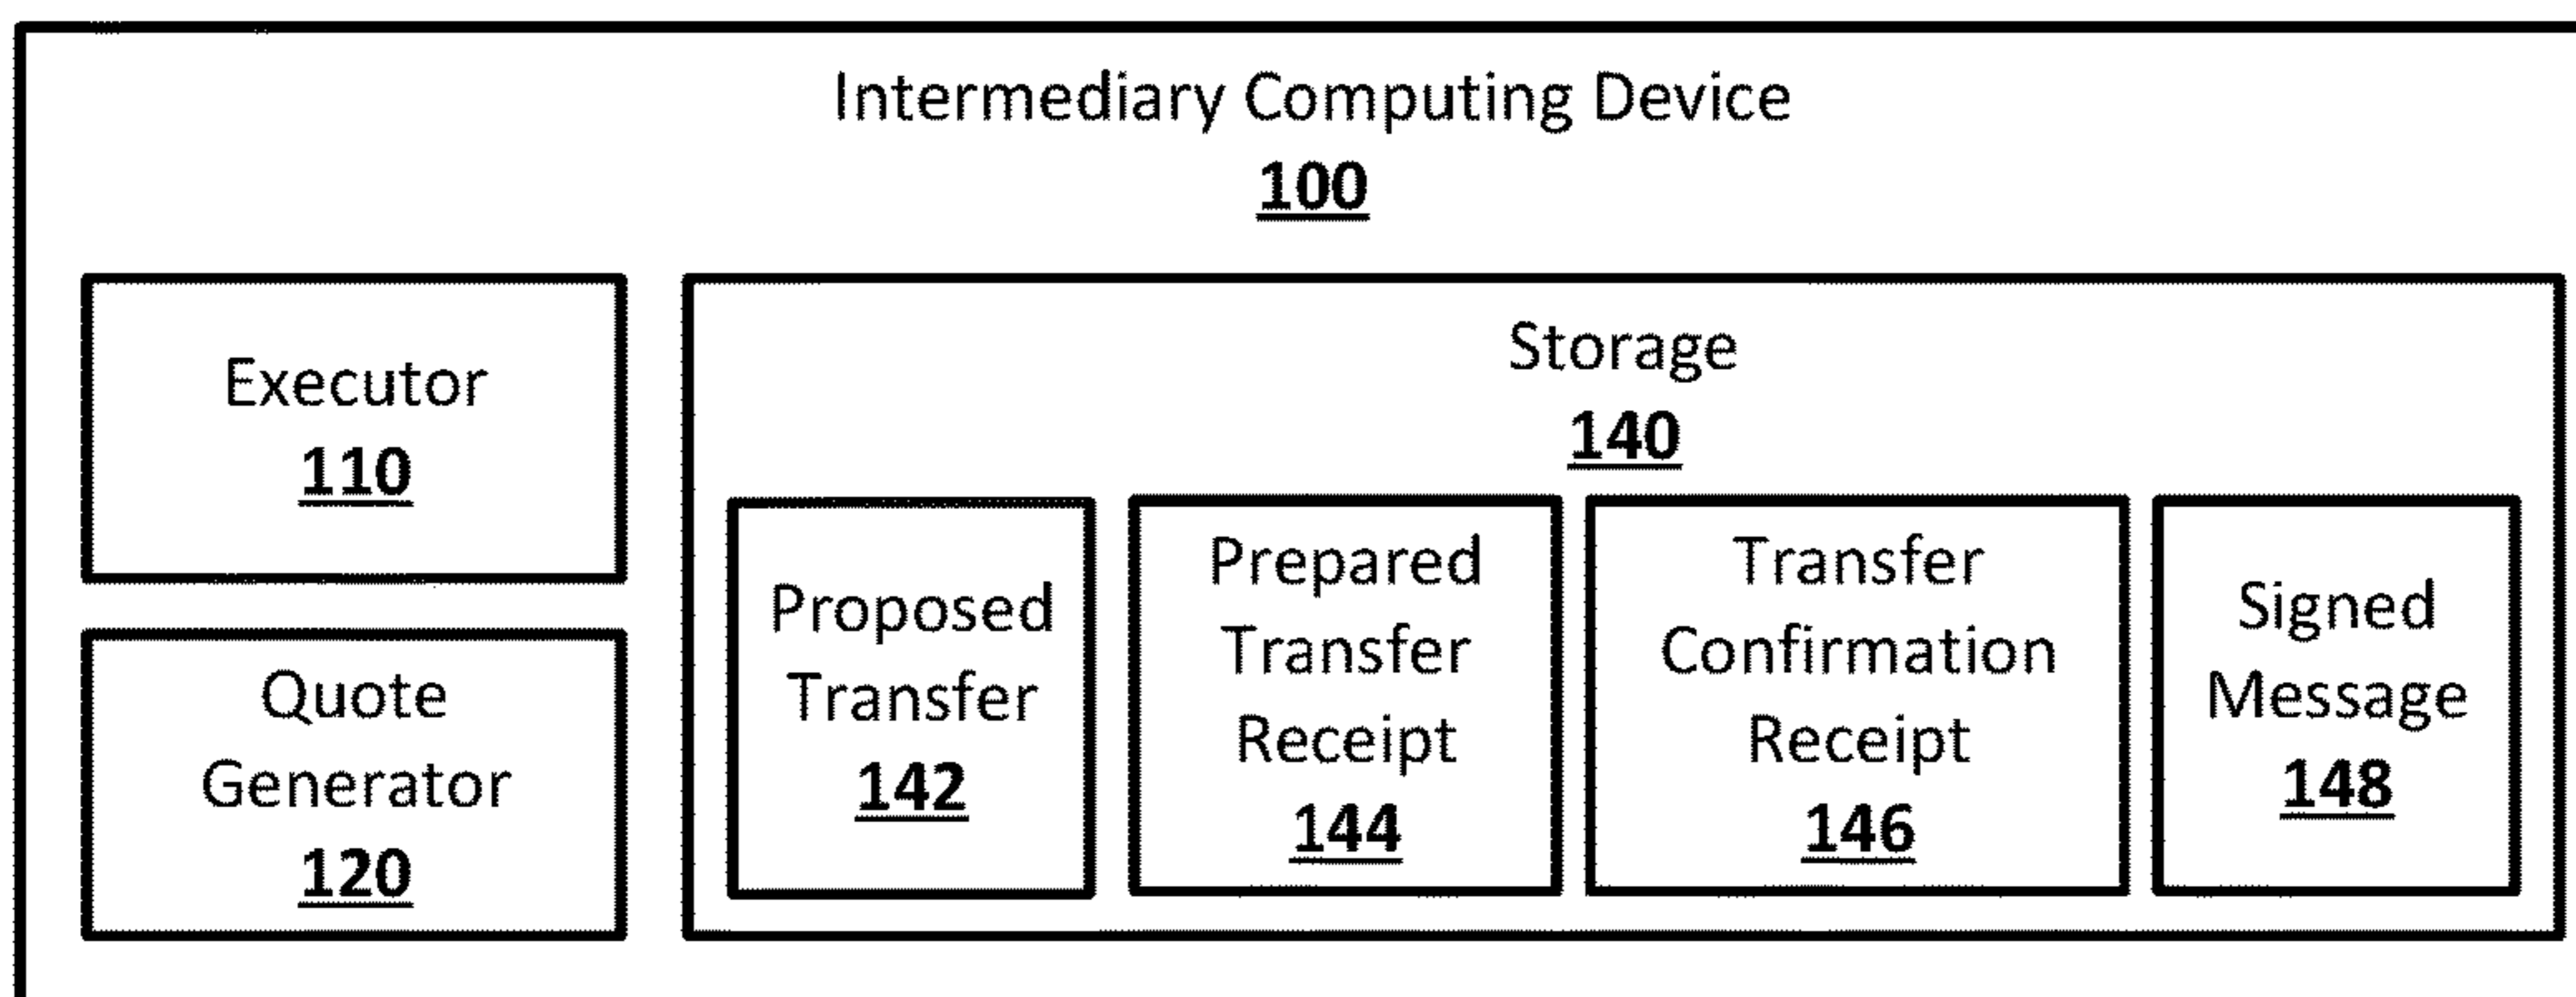 Intermediary Computing Device
100
Executor
110
Quote
Generator
120
Storage
140
Proposed
Transfer
142
Prepared
Transfer
Receipt
144
Transfer
Confirmation
Receipt
146
Signed
Message
148